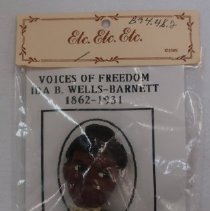 Etc. Etc. Etc.
VOICES OF FREEDOM
IDA B. WELLS-BARNETT
1862-1931